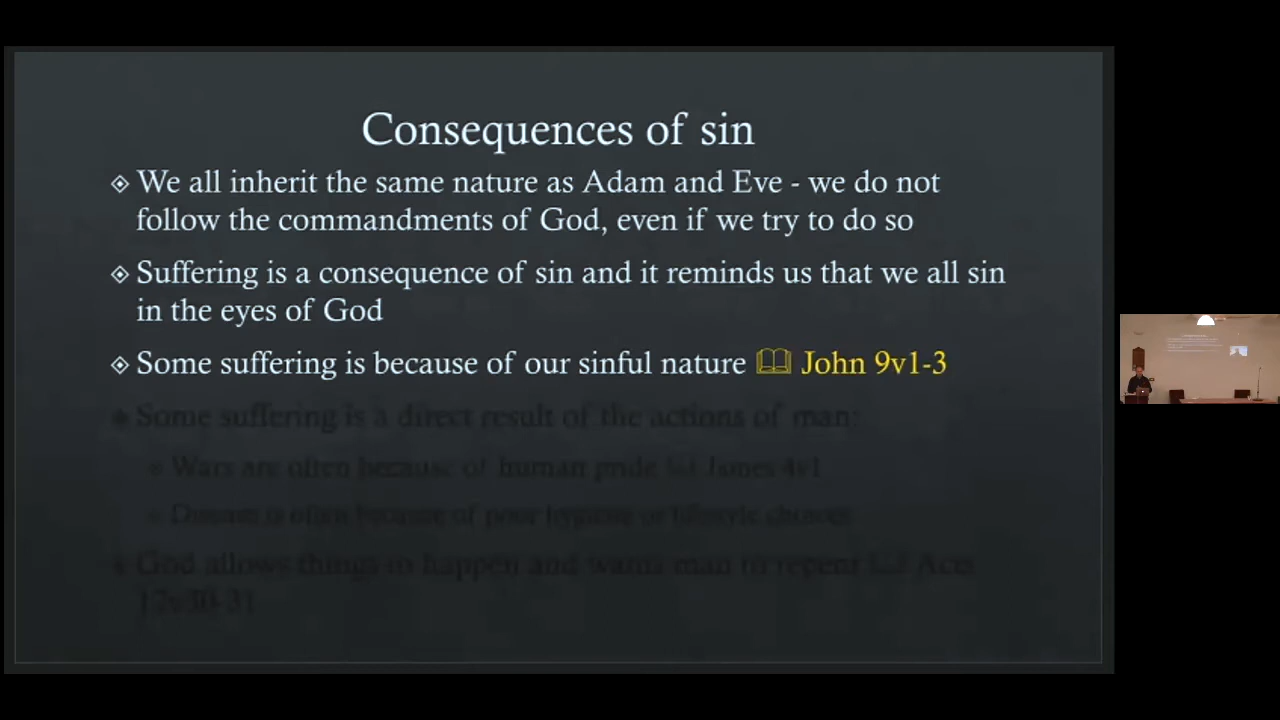 Consequences of sin
We all inherit the same nature as Adam and Eve - we do not
follow the commandments of God, even if we try to do so
Suffering is a consequence of sin and it reminds us that we all sin
in the eyes of God
Some suffering is because of our sinful nature 📖 John 9v1-3
Some suffering is a direct result of the actions of man:
Wars are often because of human pride 📖 James 4v1
Disease is often because of poor hygiene or lifestyle choices
God allows things to happen and warns man to repent 📖 Acts
17v30-31